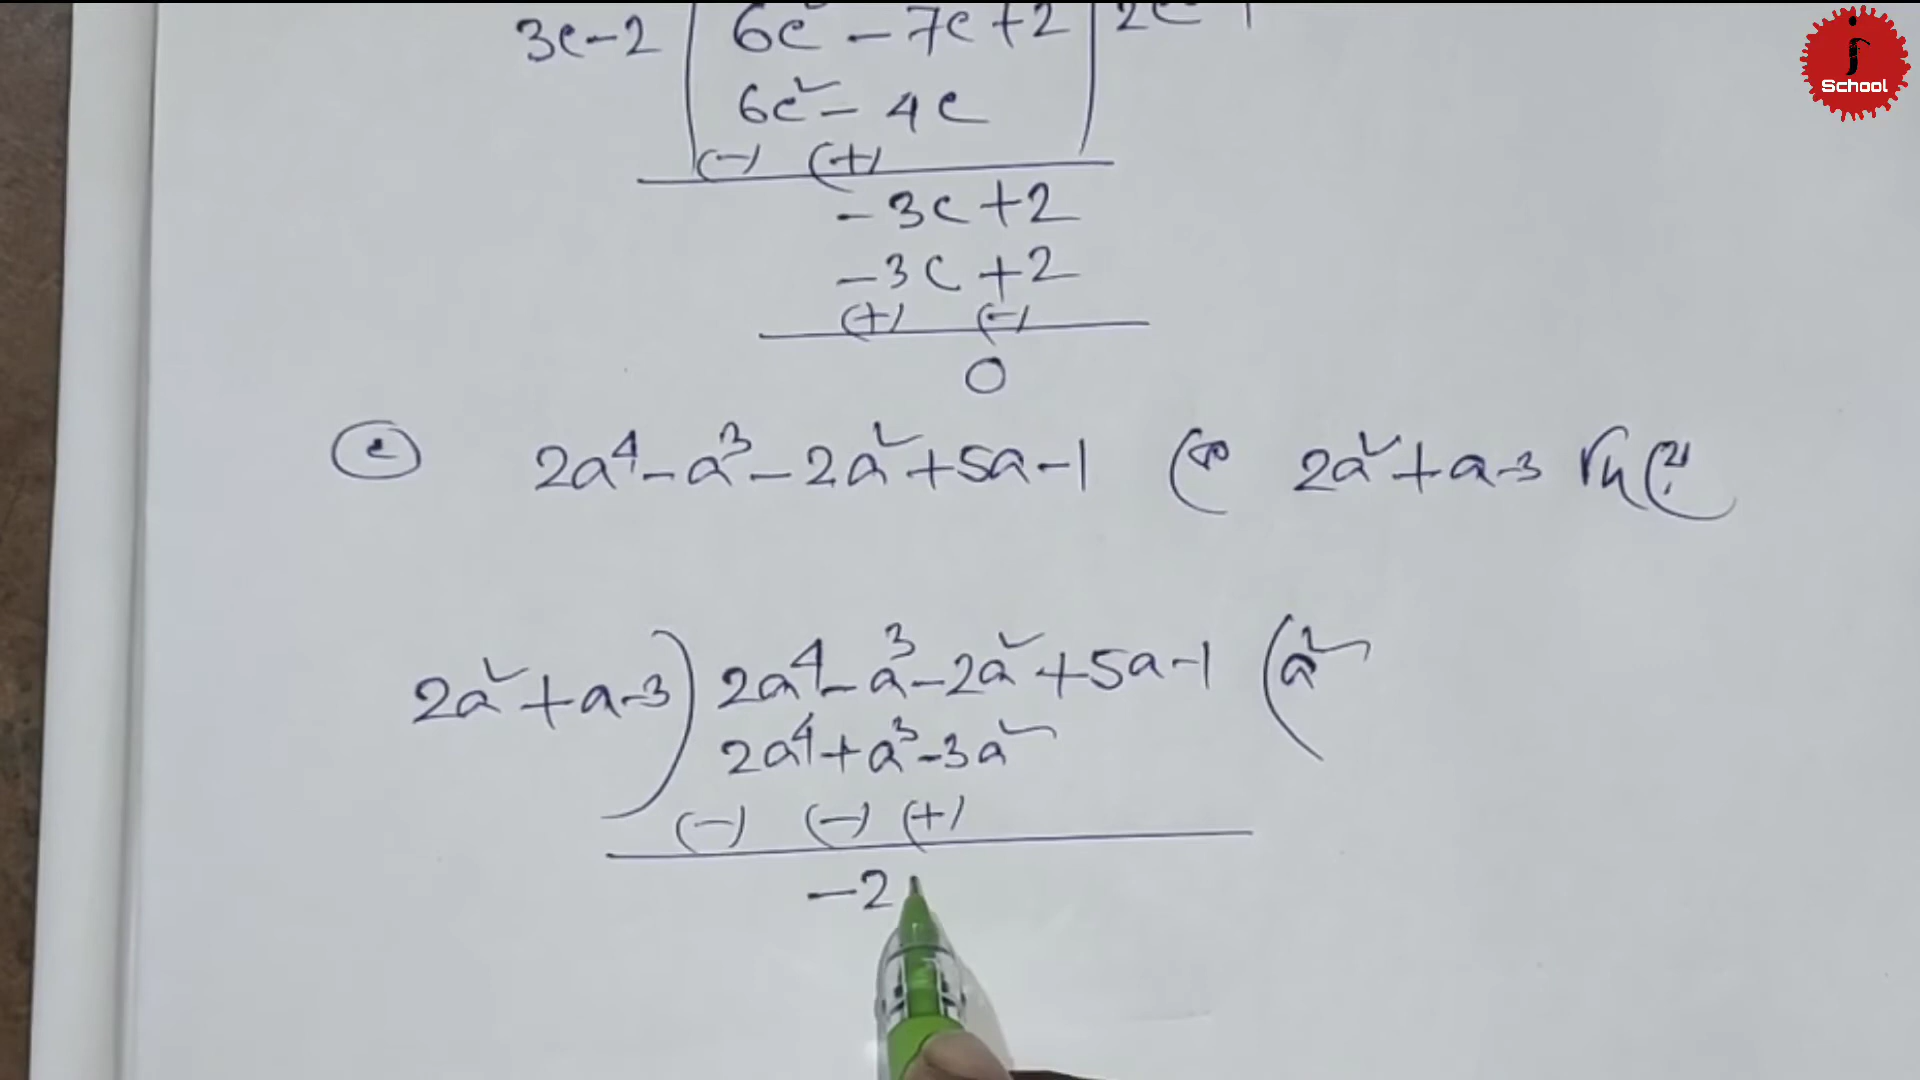 3c-2 | 6c² - 7c + 2 | 2c-1
6c² - 4c
(-) (+)
-3c + 2
-3c + 2
(+) (-)
0
c 2a⁴ - a³ - 2a² + 5a - 1 কে 2a² + a - 3
2a² + a - 3 ) 2a⁴ - a³ - 2a² + 5a - 1 ( a²
2a⁴ + a³ - 3a²
(-) (-) (+)
-2
School